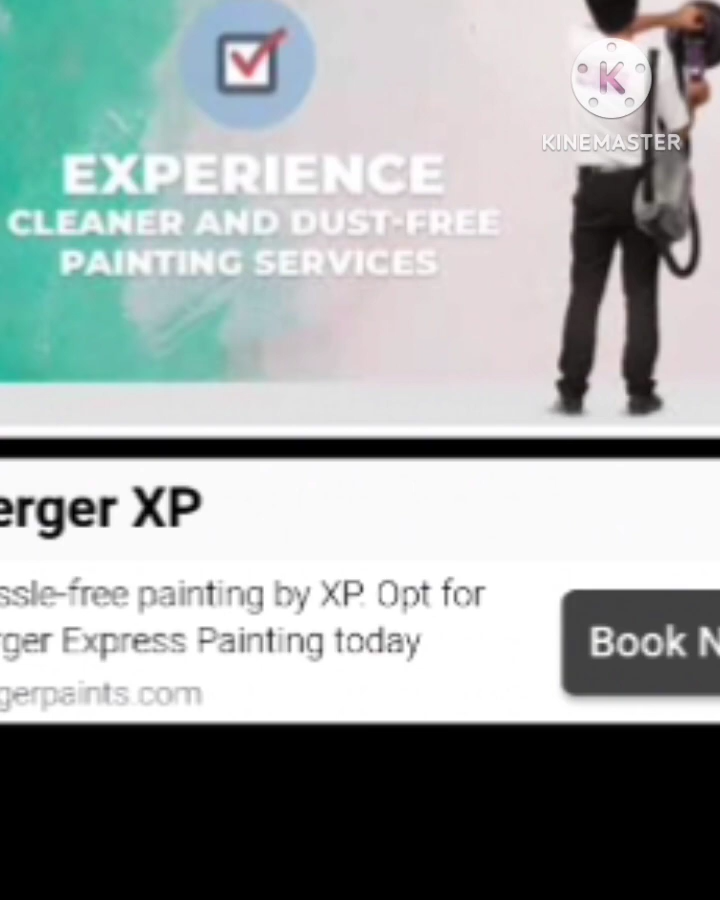 K
KINEMASTER
EXPERIENCE
CLEANER AND DUST-FREE
PAINTING SERVICES
erger XP
ssle-free painting by XP. Opt for
rger Express Painting today
gerpaints.com
Book N